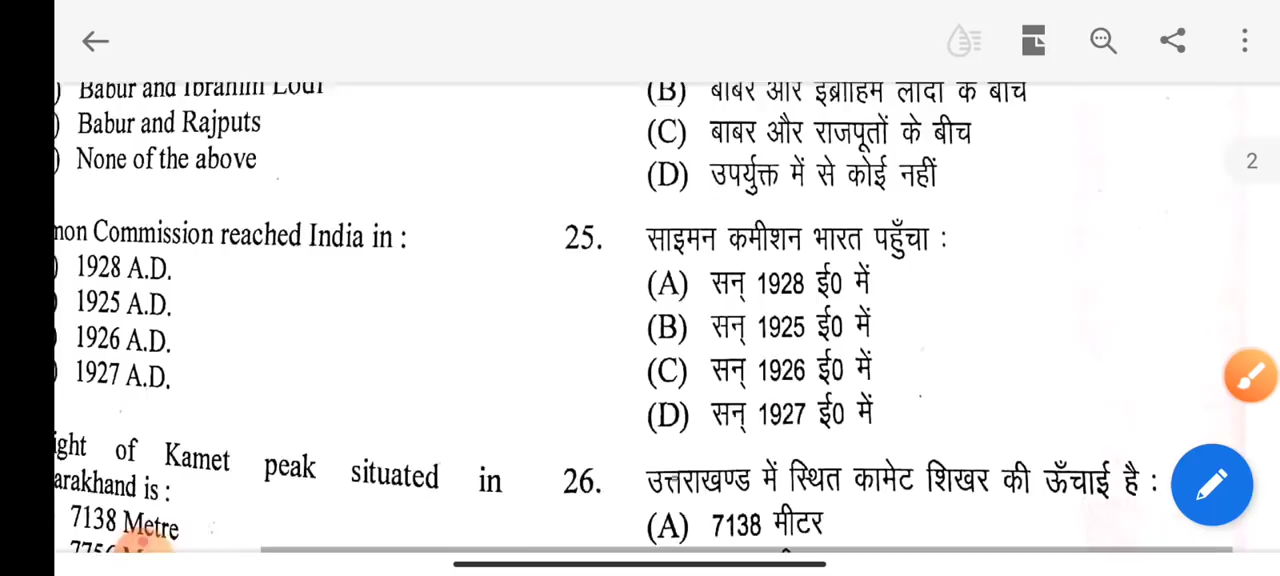 Babur and Ibrahim Lodi
) Babur and Rajputs
) None of the above
mon Commission reached India in :
) 1928 A.D.
) 1925 A.D.
) 1926 A.D.
) 1927 A.D.
ight of Kamet peak situated in
arakhand is :
7138 Metre
(B) बाबर और इब्राहिम लोदी के बीच
(C) बाबर और राजपूतों के बीच
(D) उपर्युक्त में से कोई नहीं
25. साइमन कमीशन भारत पहुँचा :
(A) सन् 1928 ई0 में
(B) सन् 1925 ई0 में
(C) सन् 1926 ई0 में
(D) सन् 1927 ई0 में
26. उत्तराखण्ड में स्थित कामेट शिखर की ऊँचाई है :
(A) 7138 मीटर
2